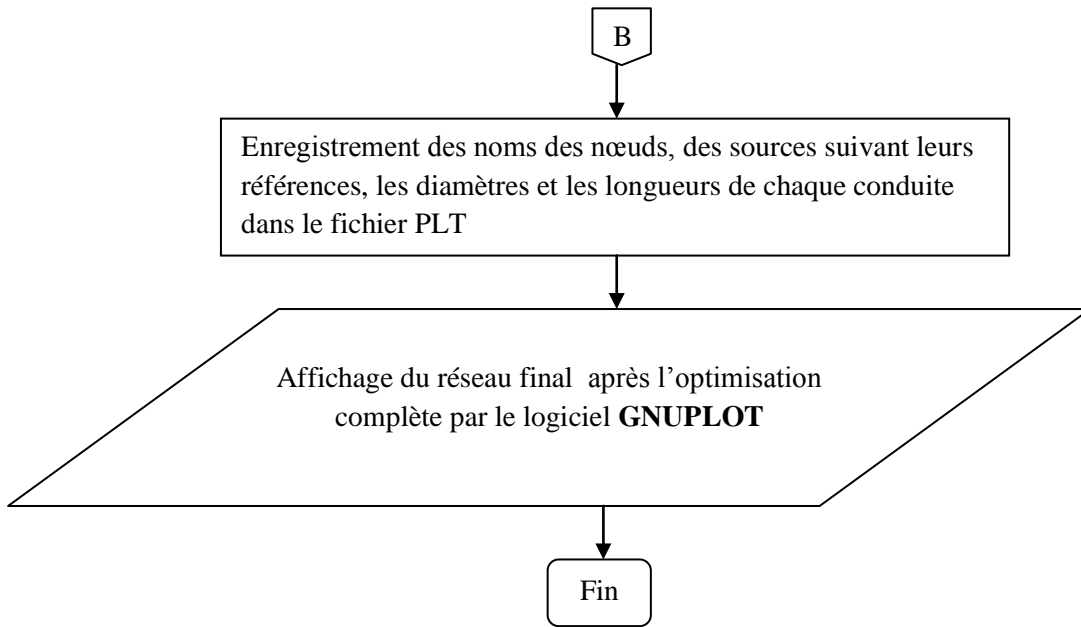 B
Enregistrement des noms des nœuds, des sources suivant leurs
références, les diamètres et les longueurs de chaque conduite
dans le fichier PLT
Affichage du réseau final après l’optimisation
complète par le logiciel GNUPLOT
Fin